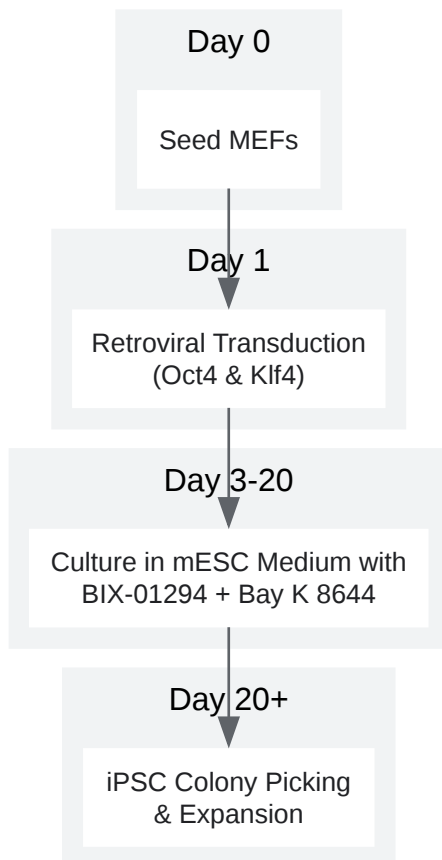 Day 0
Seed MEFs
Day 1
Retroviral Transduction
(Oct4 & Klf4)
Day 3-20
Culture in mESC Medium with
BIX-01294 + Bay K 8644
Day 20+
iPSC Colony Picking
& Expansion